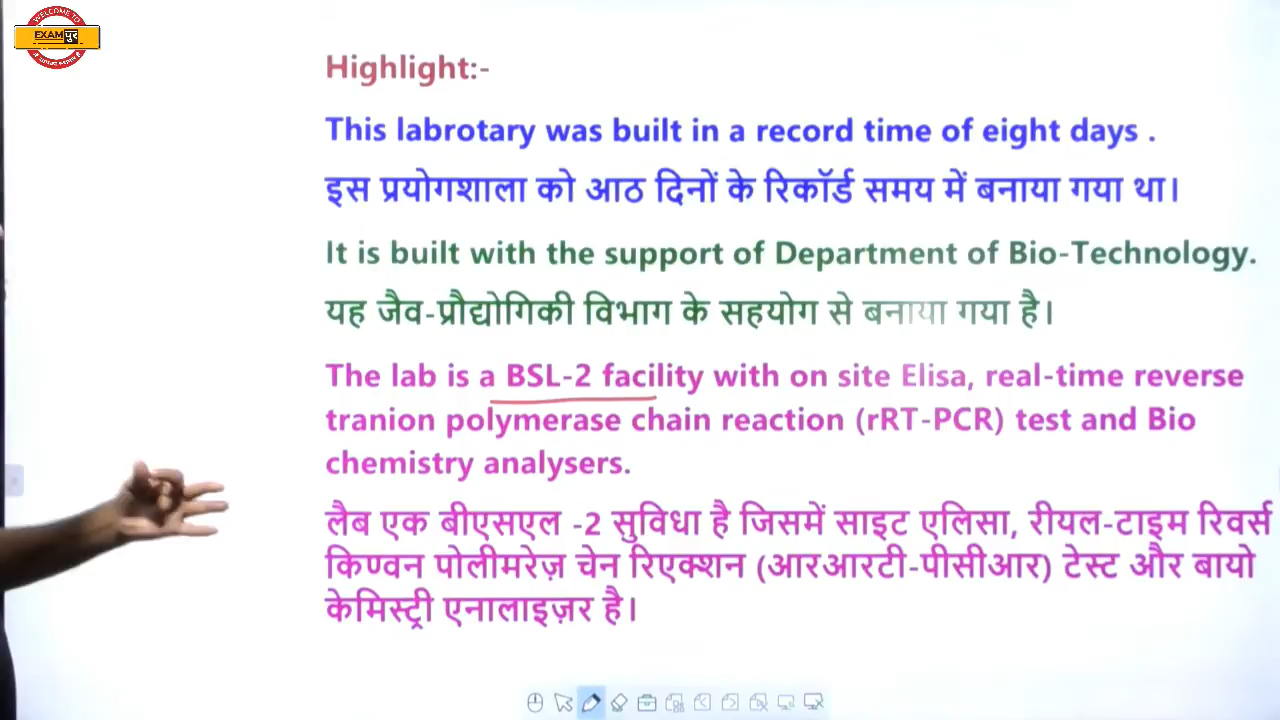 WELCOME TO
EXAM पुर
Highlight:-
This labrotary was built in a record time of eight days .
इस प्रयोगशाला को आठ दिनों के रिकॉर्ड समय में बनाया गया था।
It is built with the support of Department of Bio-Technology.
यह जैव-प्रौद्योगिकी विभाग के सहयोग से बनाया गया है।
The lab is a BSL-2 facility with on site Elisa, real-time reverse
tranion polymerase chain reaction (rRT-PCR) test and Bio
chemistry analysers.
लैब एक बीएसएल -2 सुविधा है जिसमें साइट एलिसा, रीयल-टाइम रिवर्स
किण्वन पोलीमरेज़ चेन रिएक्शन (आरआरटी-पीसीआर) टेस्ट और बायो
केमिस्ट्री एनालाइज़र है।